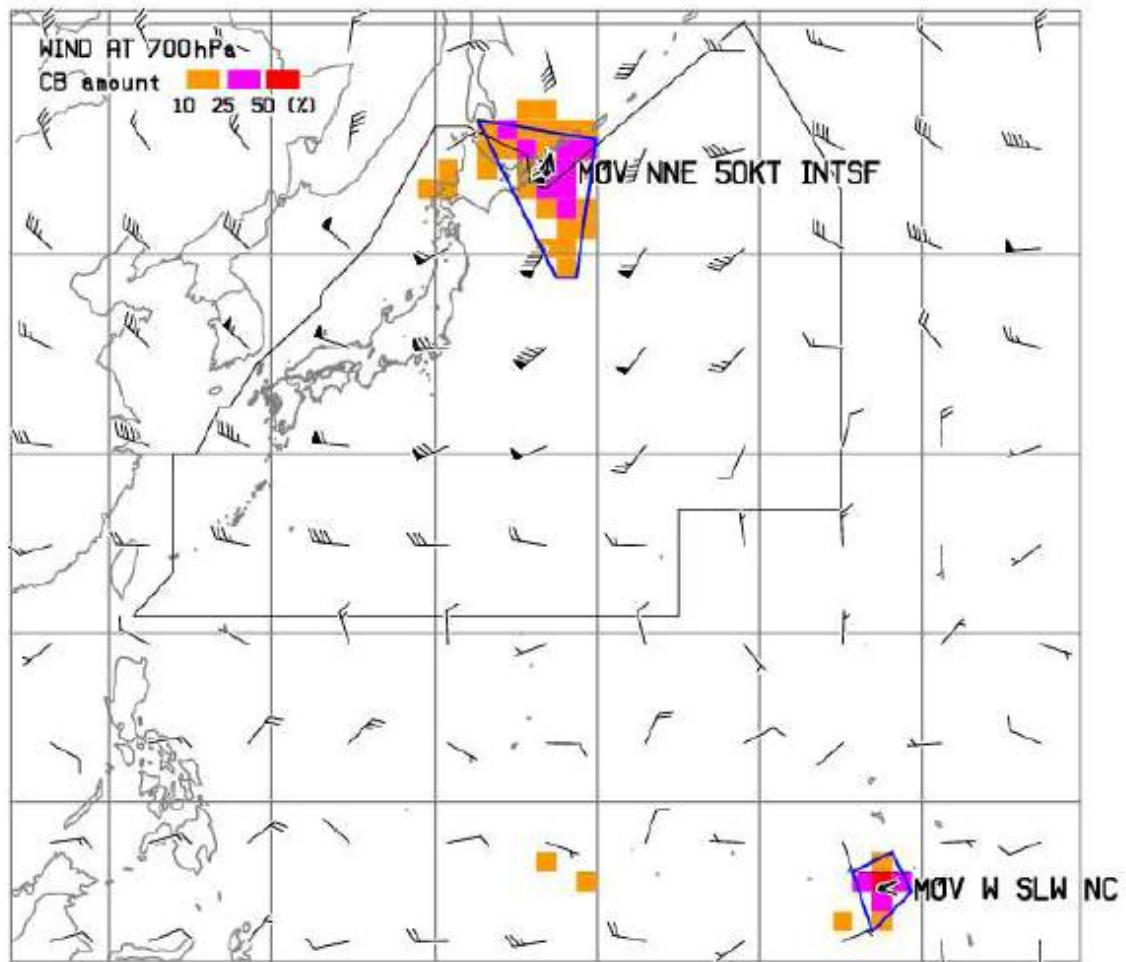 WIND AT 700hPa
CB amount
10 25 50 (%)
MOV NNE 50KT INTSF
MOV W SLW NC